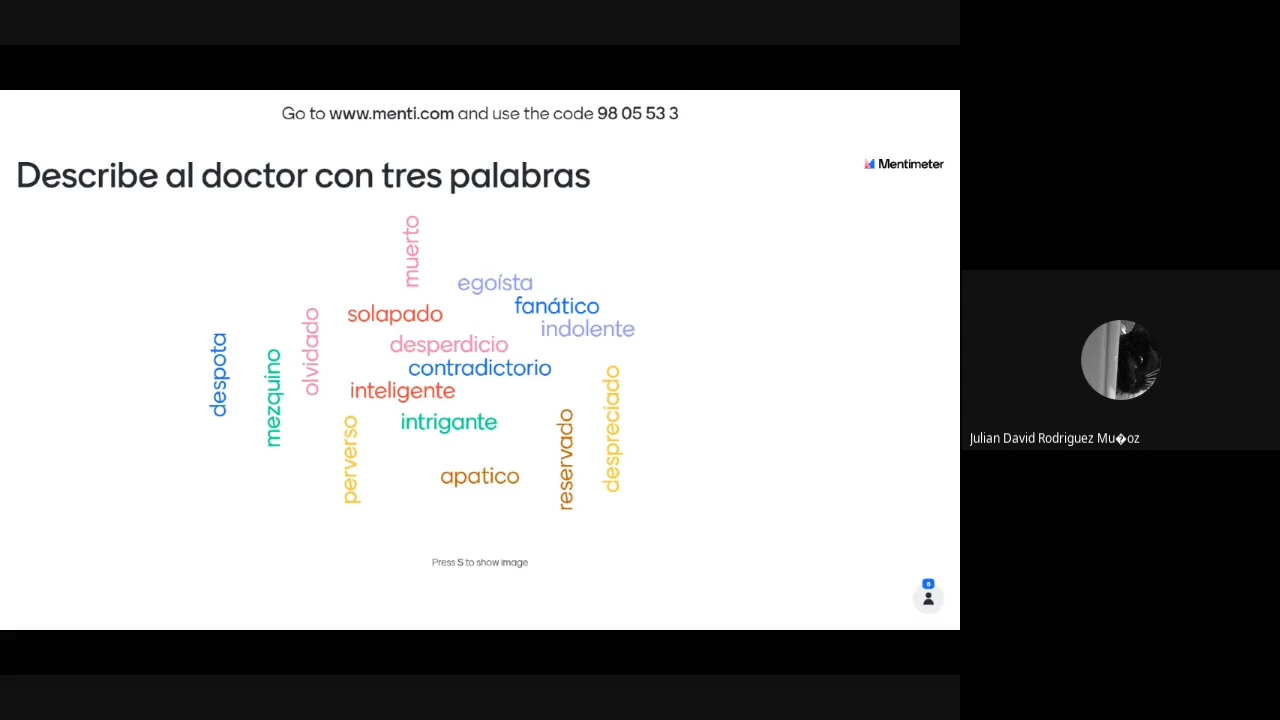 Go to www.menti.com and use the code 98 05 53 3
Mentimeter
Describe al doctor con tres palabras
muerto
egoísta
fanático
solapado
indolente
olvidado
despota
desperdicio
mezquino
contradictorio
despreciado
inteligente
intrigante
perverso
reservado
apatico
Julian David Rodriguez Mu�oz
Press S to show image
6